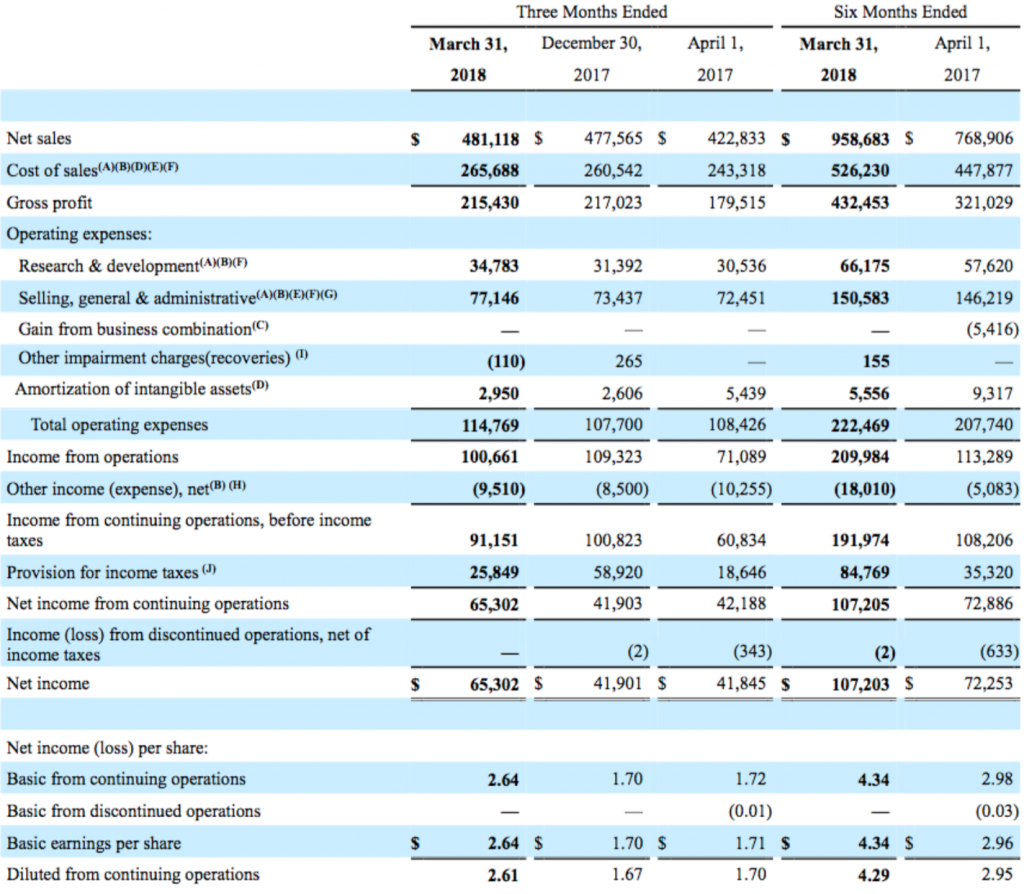 Three Months Ended Six Months Ended
March 31, December 30, April 1, March 31, April 1,
2018 2017 2017 2018 2017
Net sales $ 481,118 $ 477,565 $ 422,833 $ 958,683 $ 768,906
Cost of sales(A)(B)(D)(E)(F) 265,688 260,542 243,318 526,230 447,877
Gross profit 215,430 217,023 179,515 432,453 321,029
Operating expenses:
Research & development(A)(B)(F) 34,783 31,392 30,536 66,175 57,620
Selling, general & administrative(A)(B)(E)(F)(G) 77,146 73,437 72,451 150,583 146,219
Gain from business combination(C) — — — — (5,416)
Other impairment charges(recoveries) (I) (110) 265 — 155 —
Amortization of intangible assets(D) 2,950 2,606 5,439 5,556 9,317
Total operating expenses 114,769 107,700 108,426 222,469 207,740
Income from operations 100,661 109,323 71,089 209,984 113,289
Other income (expense), net(B) (H) (9,510) (8,500) (10,255) (18,010) (5,083)
Income from continuing operations, before income
taxes 91,151 100,823 60,834 191,974 108,206
Provision for income taxes (J) 25,849 58,920 18,646 84,769 35,320
Net income from continuing operations 65,302 41,903 42,188 107,205 72,886
Income (loss) from discontinued operations, net of
income taxes — (2) (343) (2) (633)
Net income $ 65,302 $ 41,901 $ 41,845 $ 107,203 $ 72,253
Net income (loss) per share:
Basic from continuing operations 2.64 1.70 1.72 4.34 2.98
Basic from discontinued operations — — (0.01) — (0.03)
Basic earnings per share $ 2.64 $ 1.70 $ 1.71 $ 4.34 $ 2.96
Diluted from continuing operations 2.61 1.67 1.70 4.29 2.95